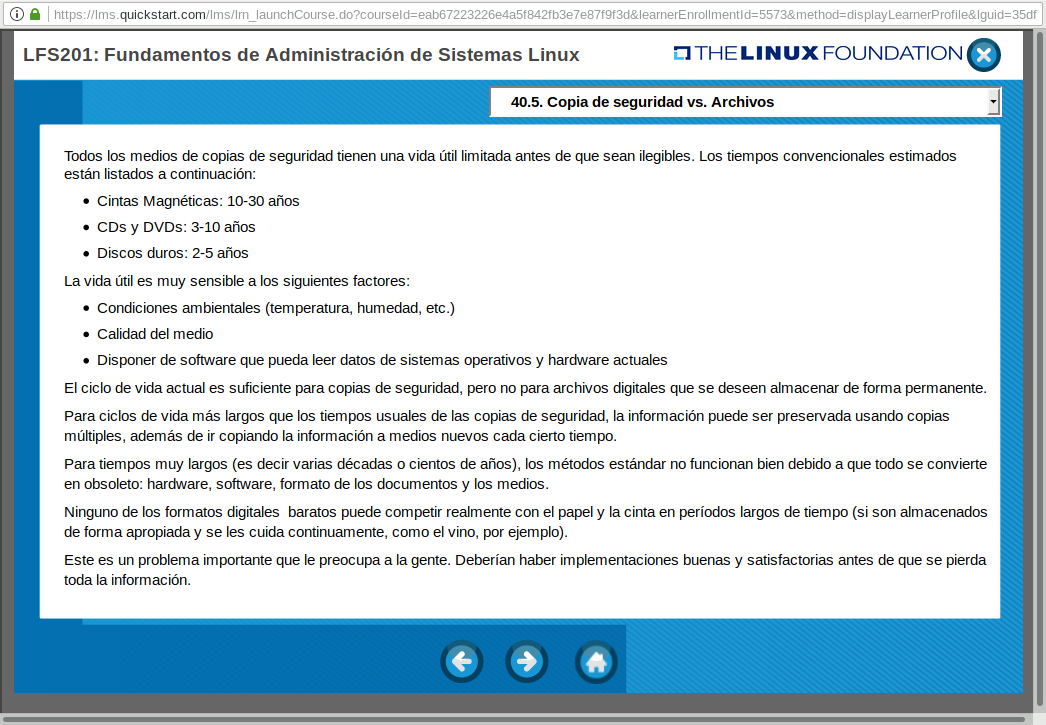 https://lms.quickstart.com/lms/lrn_launchCourse.do?courseId=eab67223226e4a5f842fb3e7e87f9f3d&learnerEnrollmentId=5573&method=displayLearnerProfile&lguid=35df
LFS201: Fundamentos de Administración de Sistemas Linux
THE LINUX FOUNDATION
40.5. Copia de seguridad vs. Archivos
Todos los medios de copias de seguridad tienen una vida útil limitada antes de que sean ilegibles. Los tiempos convencionales estimados
están listados a continuación:
• Cintas Magnéticas: 10-30 años
• CDs y DVDs: 3-10 años
• Discos duros: 2-5 años
La vida útil es muy sensible a los siguientes factores:
• Condiciones ambientales (temperatura, humedad, etc.)
• Calidad del medio
• Disponer de software que pueda leer datos de sistemas operativos y hardware actuales
El ciclo de vida actual es suficiente para copias de seguridad, pero no para archivos digitales que se deseen almacenar de forma permanente.
Para ciclos de vida más largos que los tiempos usuales de las copias de seguridad, la información puede ser preservada usando copias
múltiples, además de ir copiando la información a medios nuevos cada cierto tiempo.
Para tiempos muy largos (es decir varias décadas o cientos de años), los métodos estándar no funcionan bien debido a que todo se convierte
en obsoleto: hardware, software, formato de los documentos y los medios.
Ninguno de los formatos digitales  baratos puede competir realmente con el papel y la cinta en períodos largos de tiempo (si son almacenados
de forma apropiada y se les cuida continuamente, como el vino, por ejemplo).
Este es un problema importante que le preocupa a la gente. Deberían haber implementaciones buenas y satisfactorias antes de que se pierda
toda la información.